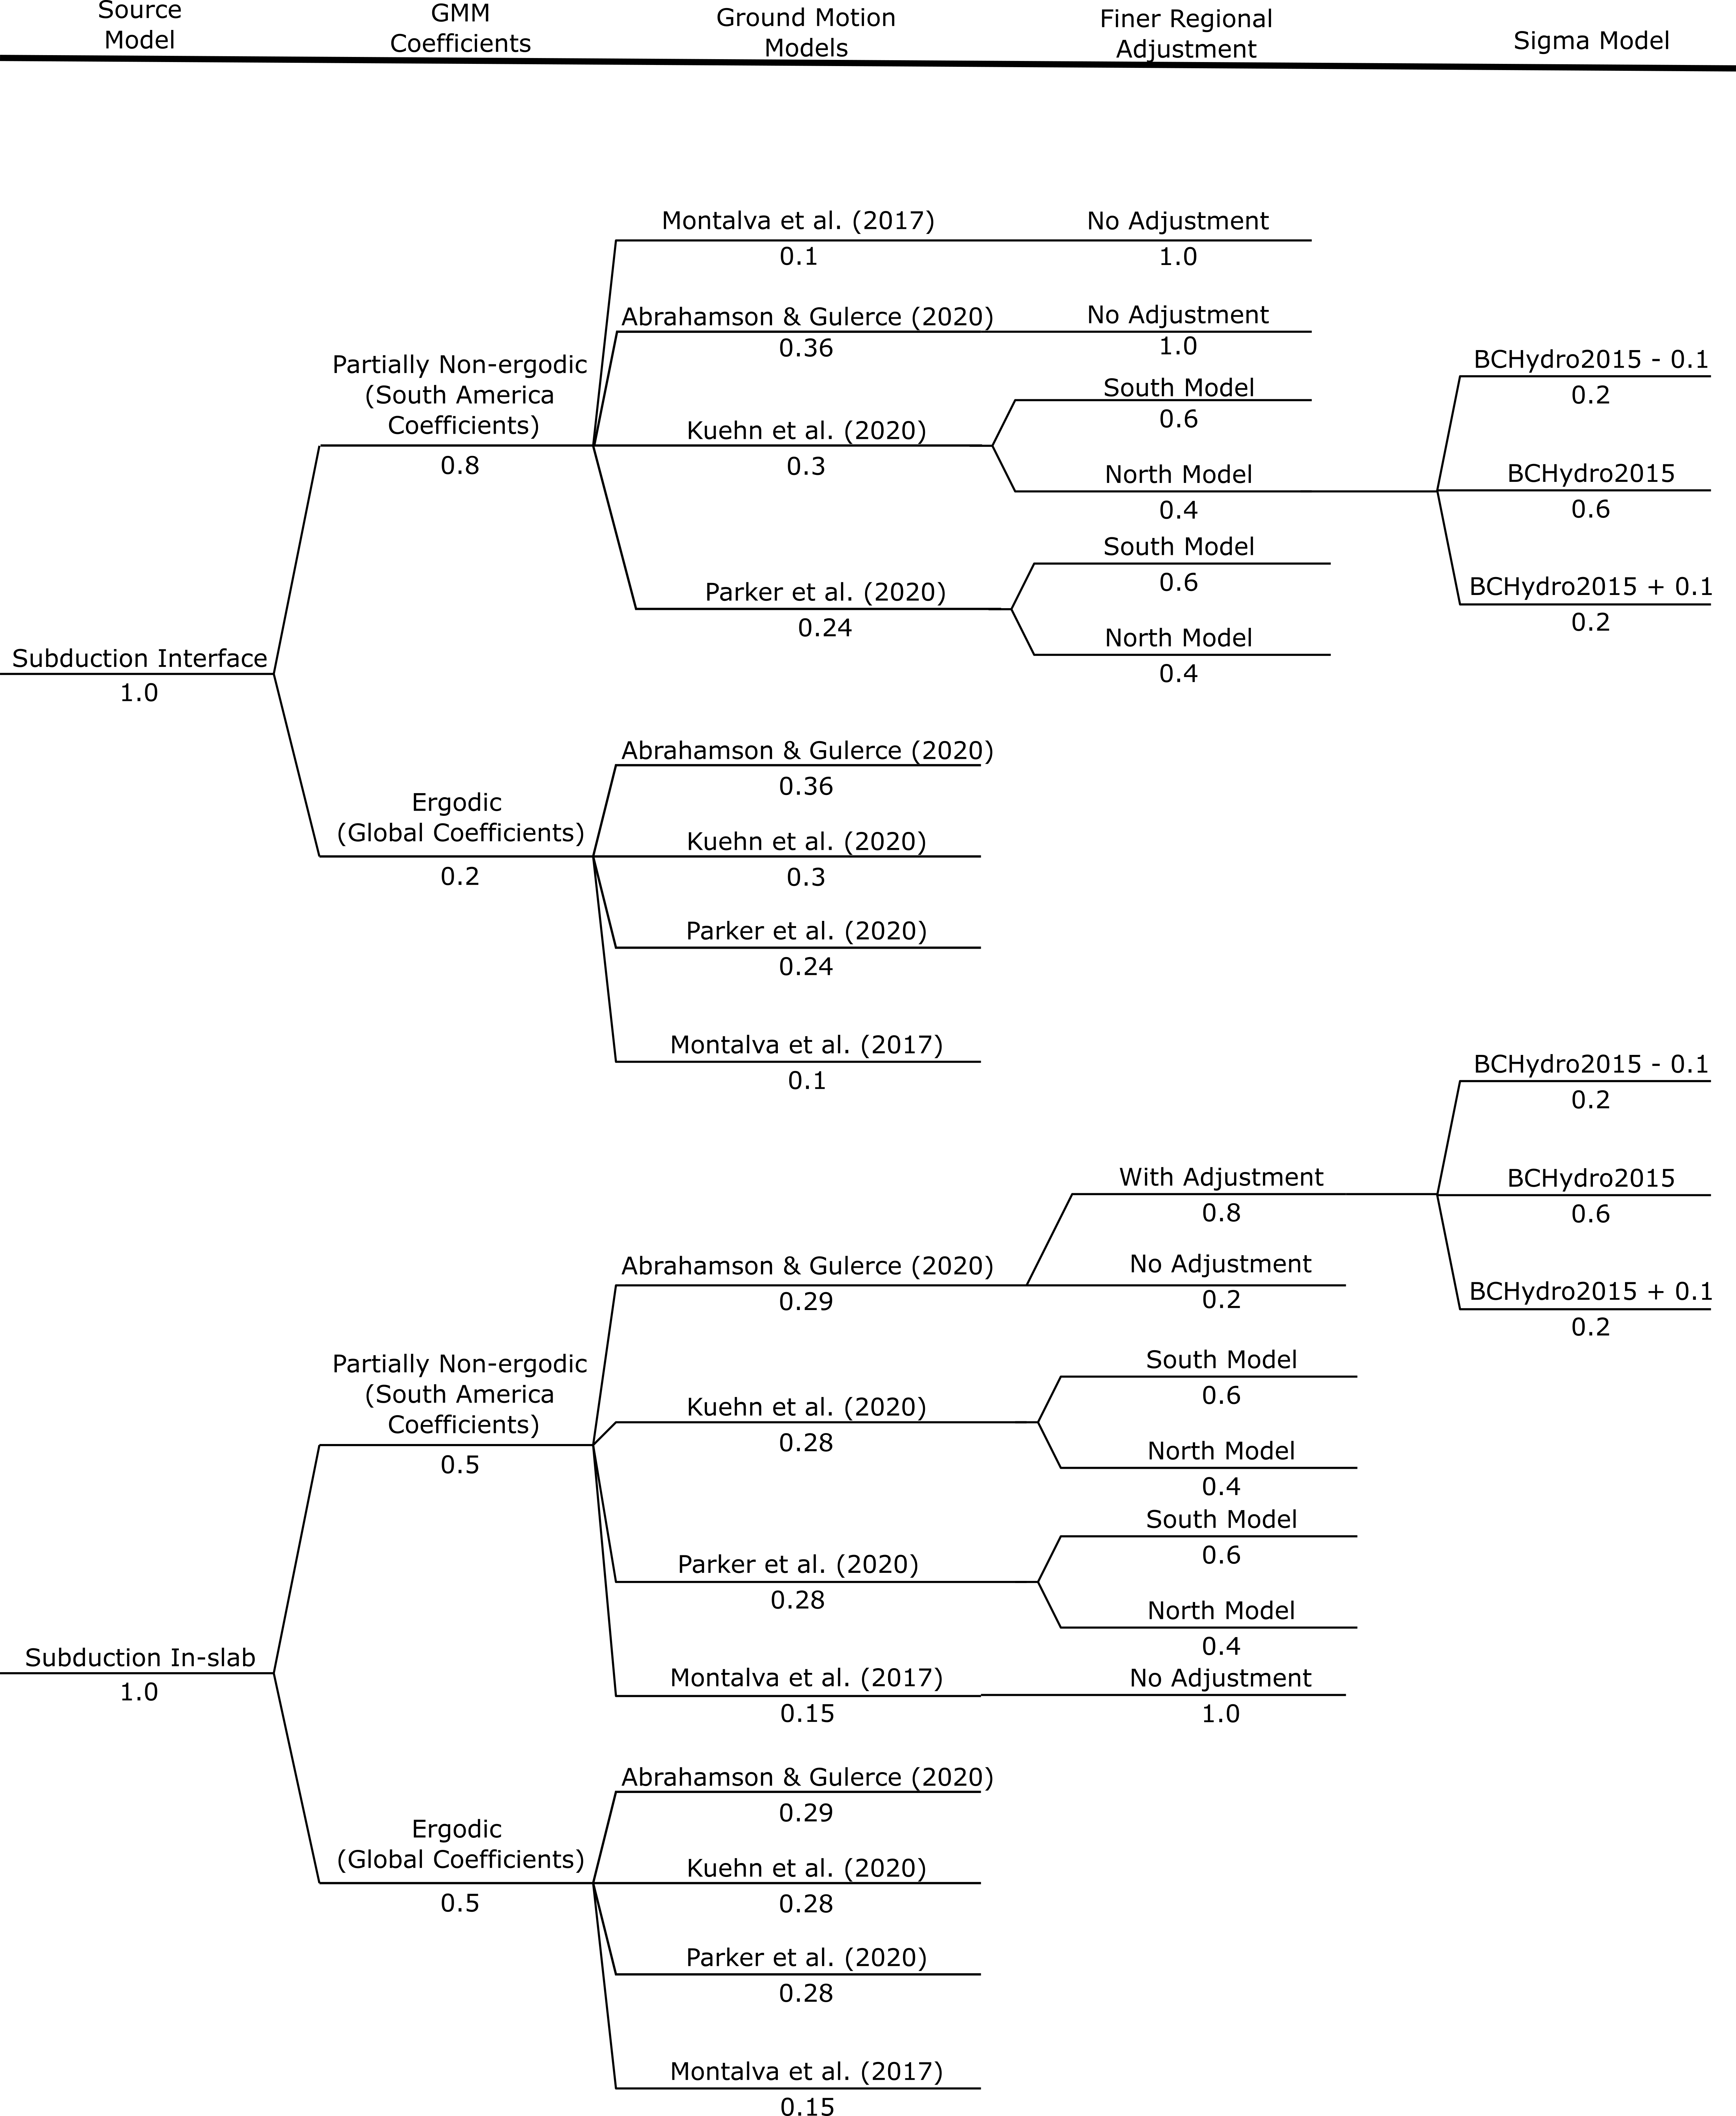 Source
Model
GMM
Coefficients
Ground Motion
Models
Finer Regional
Adjustment
Sigma Model
Montalva et al. (2017)
0.1
No Adjustment
1.0
Abrahamson & Gulerce (2020)
0.36
No Adjustment
1.0
Partially Non-ergodic
(South America
Coefficients)
0.8
Kuehn et al. (2020)
0.3
South Model
0.6
North Model
0.4
BCHydro2015 - 0.1
0.2
BCHydro2015
0.6
BCHydro2015 + 0.1
0.2
Parker et al. (2020)
0.24
South Model
0.6
North Model
0.4
Subduction Interface
1.0
Ergodic
(Global Coefficients)
0.2
Abrahamson & Gulerce (2020)
0.36
Kuehn et al. (2020)
0.3
Parker et al. (2020)
0.24
Montalva et al. (2017)
0.1
BCHydro2015 - 0.1
0.2
BCHydro2015
0.6
BCHydro2015 + 0.1
0.2
With Adjustment
0.8
Abrahamson & Gulerce (2020)
0.29
No Adjustment
0.2
Partially Non-ergodic
(South America
Coefficients)
0.5
Kuehn et al. (2020)
0.28
South Model
0.6
North Model
0.4
Parker et al. (2020)
0.28
South Model
0.6
North Model
0.4
Subduction In-slab
1.0
Montalva et al. (2017)
0.15
No Adjustment
1.0
Ergodic
(Global Coefficients)
0.5
Abrahamson & Gulerce (2020)
0.29
Kuehn et al. (2020)
0.28
Parker et al. (2020)
0.28
Montalva et al. (2017)
0.15